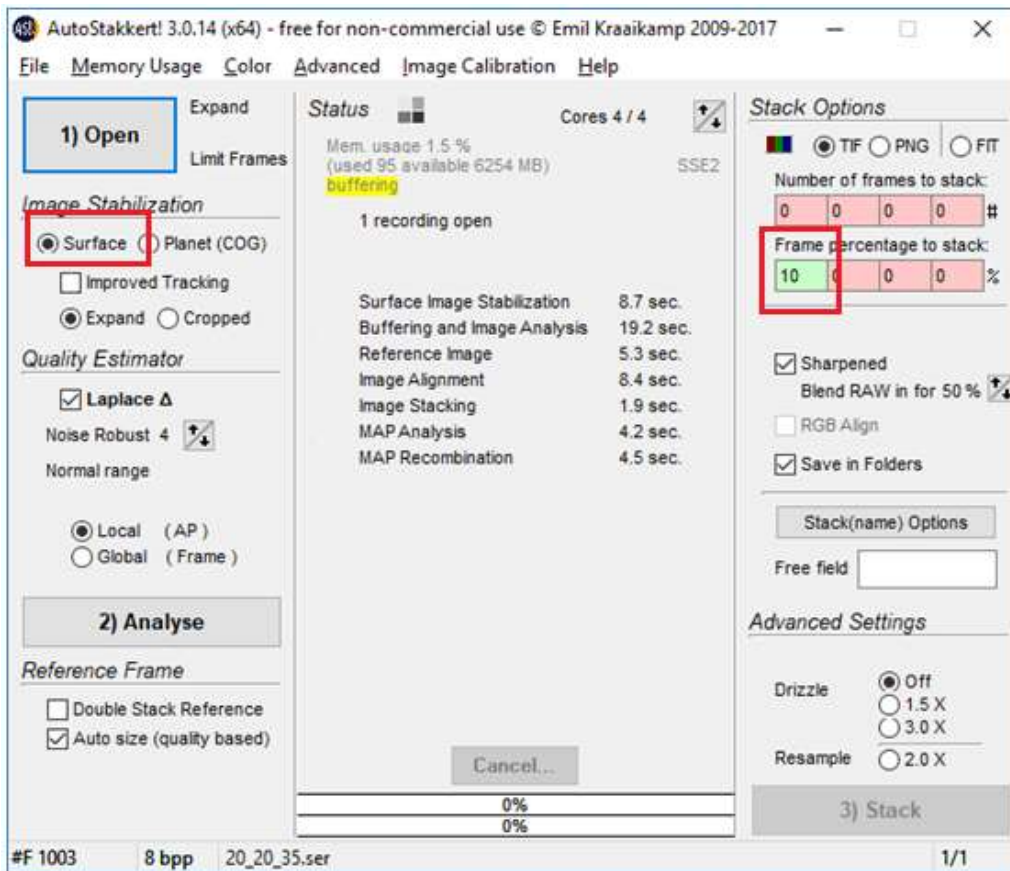 AutoStakkert! 3.0.14 (x64) - free for non-commercial use © Emil Kraaikamp 2009-2017
File Memory Usage Color Advanced Image Calibration Help
1) Open
Expand
Limit Frames
Image Stabilization
Surface Planet (COG)
Improved Tracking
Expand Cropped
Quality Estimator
Laplace Δ
Noise Robust 4
Normal range
Local (AP)
Global (Frame)
2) Analyse
Reference Frame
Double Stack Reference
Auto size (quality based)
Status Cores 4 / 4
Mem. usage 1.5 %
(used 95 available 6254 MB) SSE2
buffering
1 recording open
Surface Image Stabilization 8.7 sec.
Buffering and Image Analysis 19.2 sec.
Reference Image 5.3 sec.
Image Alignment 8.4 sec.
Image Stacking 1.9 sec.
MAP Analysis 4.2 sec.
MAP Recombination 4.5 sec.
Cancel...
0%
0%
Stack Options
TIF PNG FIT
Number of frames to stack:
0 0 0 0 #
Frame percentage to stack:
10 0 0 0 %
Sharpened
Blend RAW in for 50 %
RGB Align
Save in Folders
Stack(name) Options
Free field
Advanced Settings
Drizzle Off
1.5 X
3.0 X
Resample 2.0 X
3) Stack
#F 1003 8 bpp 20_20_35.ser 1/1